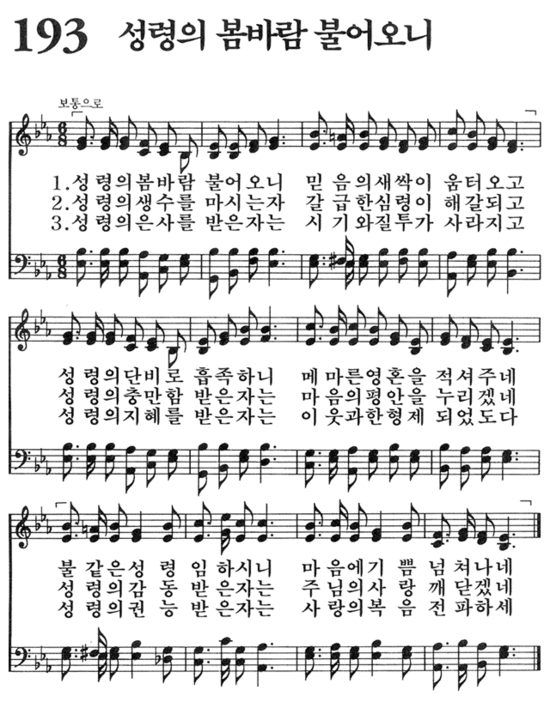 193 성령의 봄바람 불어오니
보통으로
1.성령의봄바람 불어오니 믿음의새싹이 움터오고
2.성령의생수를 마시는자 갈급한심령이 해갈되고
3.성령의은사를 받은자는 시기와질투가 사라지고
성령의단비로 흡족하니 메마른영혼을 적셔주네
성령의충만함 받은자는 마음의평안을 누리겠네
성령의지혜를 받은자는 이웃과한형제 되었도다
불같은성령 임하시니 마음에기쁨 넘쳐나네
성령의감동 받은자는 주님의사랑 깨닫겠네
성령의권능 받은자는 사랑의복음 전파하세